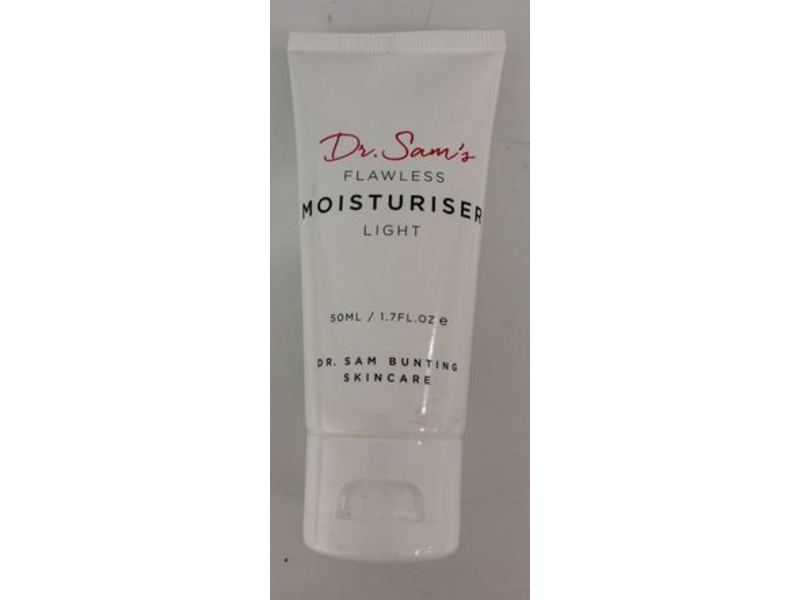 Dr. Sam's
FLAWLESS
MOISTURISER
LIGHT
50ML / 1.7FL.OZ ℮
DR. SAM BUNTING
SKINCARE